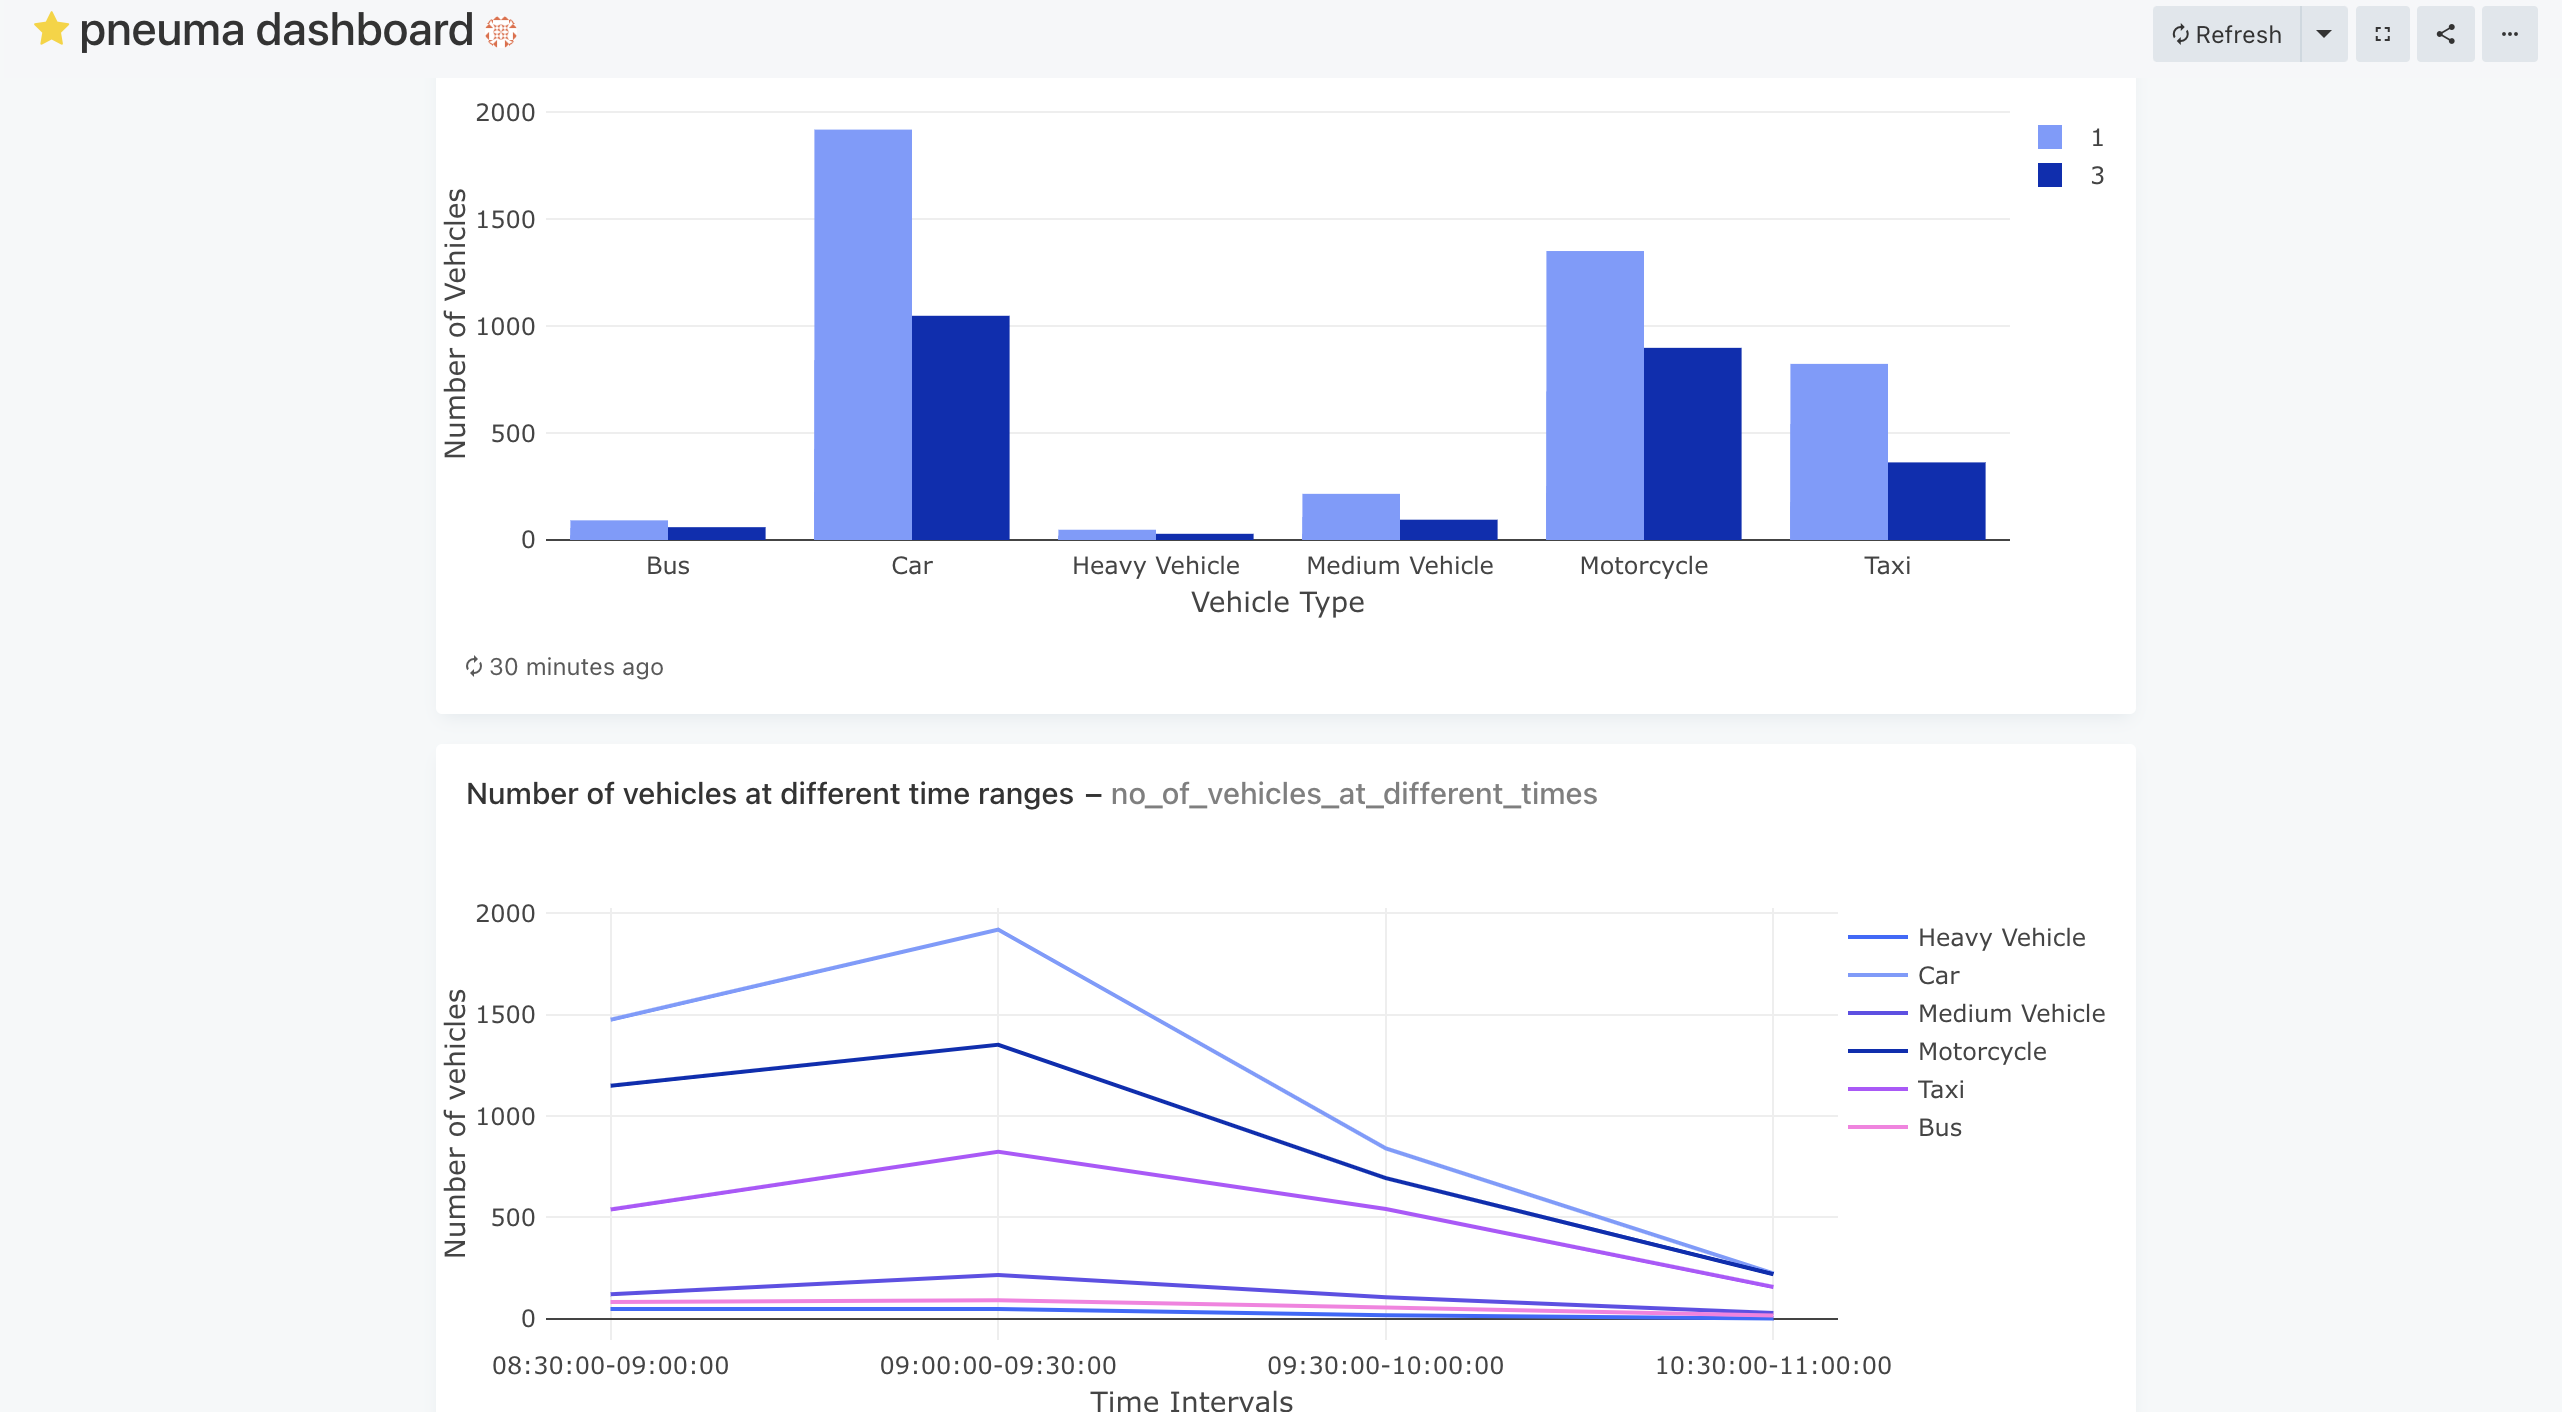 pneuma dashboard
Refresh
2000
1500
1000
500
0
Number of Vehicles
Bus
Car
Heavy Vehicle
Medium Vehicle
Motorcycle
Taxi
Vehicle Type
1
3
30 minutes ago
Number of vehicles at different time ranges – no_of_vehicles_at_different_times
2000
1500
1000
500
0
Number of vehicles
08:30:00-09:00:00
09:00:00-09:30:00
09:30:00-10:00:00
10:30:00-11:00:00
Time Intervals
Heavy Vehicle
Car
Medium Vehicle
Motorcycle
Taxi
Bus